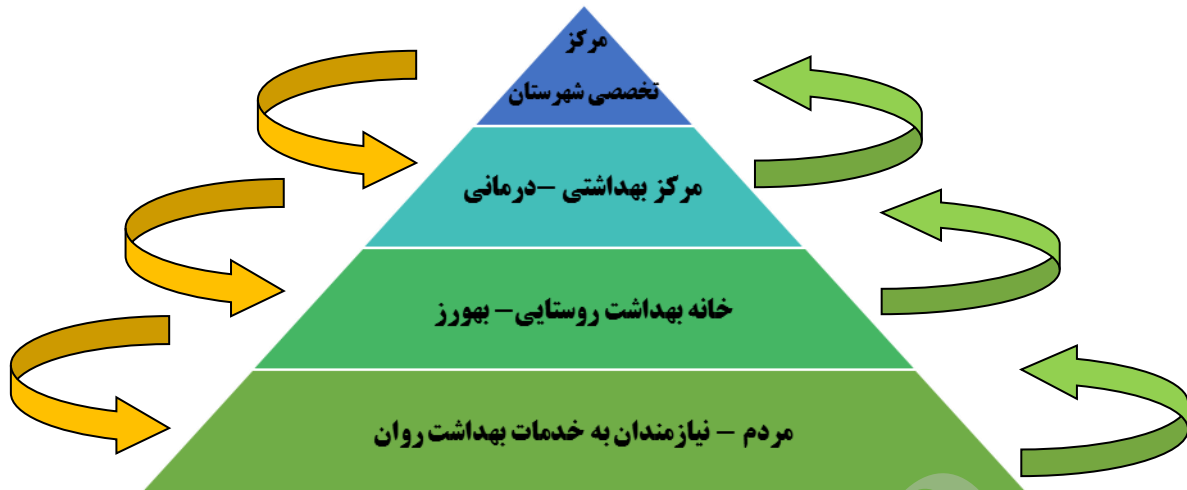 مرکز
تخصصی شهرستان
مرکز بهداشتی –درمانی
خانه بهداشت روستایی– بهورز
مردم – نیازمندان به خدمات بهداشت روان